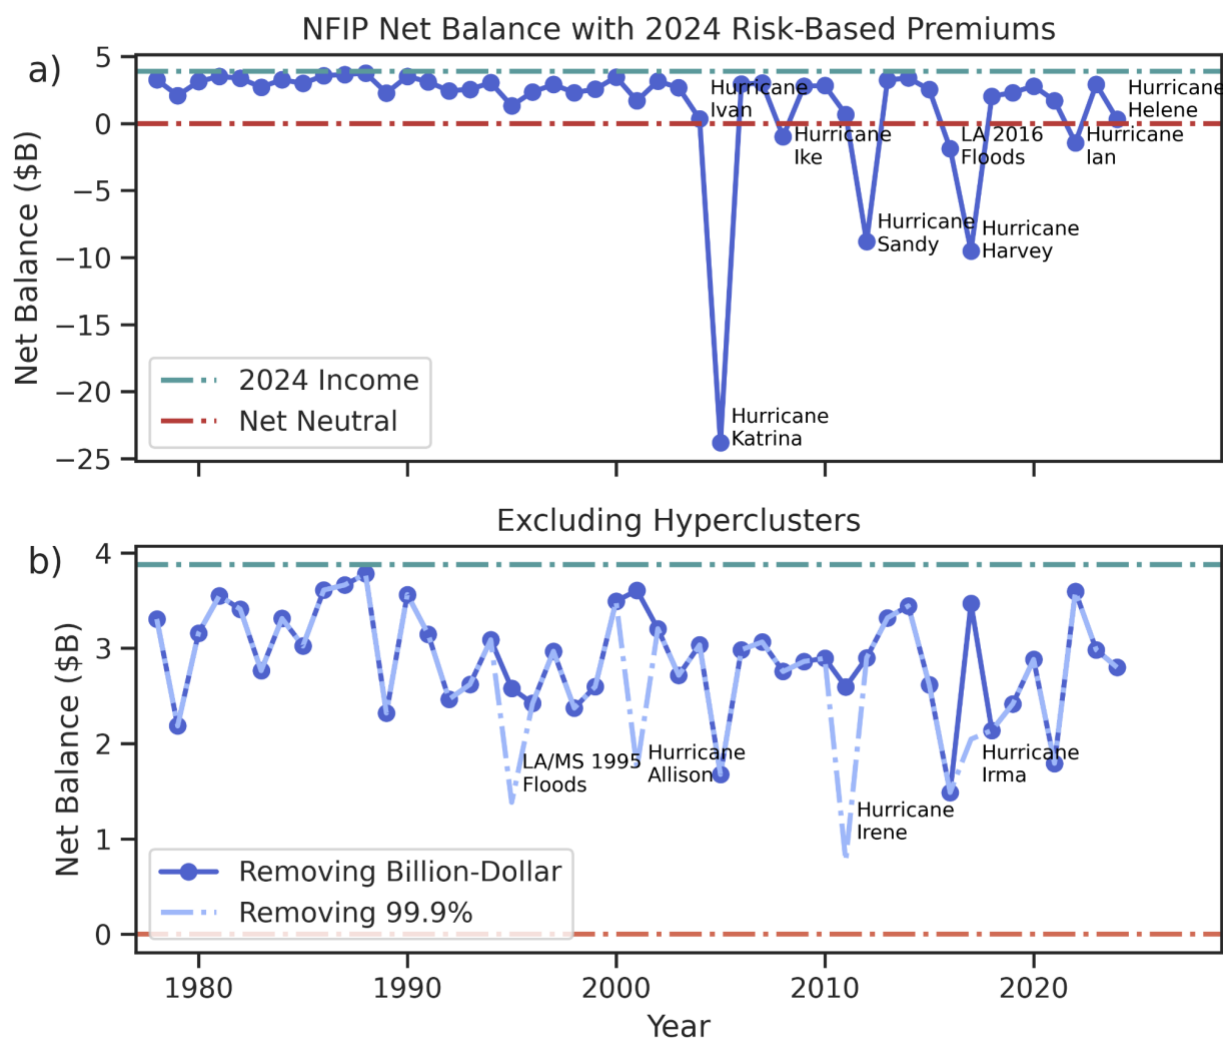 NFIP Net Balance with 2024 Risk-Based Premiums
a)
Net Balance ($B)
5
0
−5
−10
−15
−20
−25
Hurricane
Ivan
Hurricane
Katrina
Hurricane
Ike
Hurricane
Sandy
LA 2016
Floods
Hurricane
Harvey
Hurricane
Ian
Hurricane
Helene
2024 Income
Net Neutral
Excluding Hyperclusters
b)
Net Balance ($B)
4
3
2
1
0
LA/MS 1995
Floods
Hurricane
Allison
Hurricane
Irene
Hurricane
Irma
Removing Billion-Dollar
Removing 99.9%
1980
1990
2000
2010
2020
Year